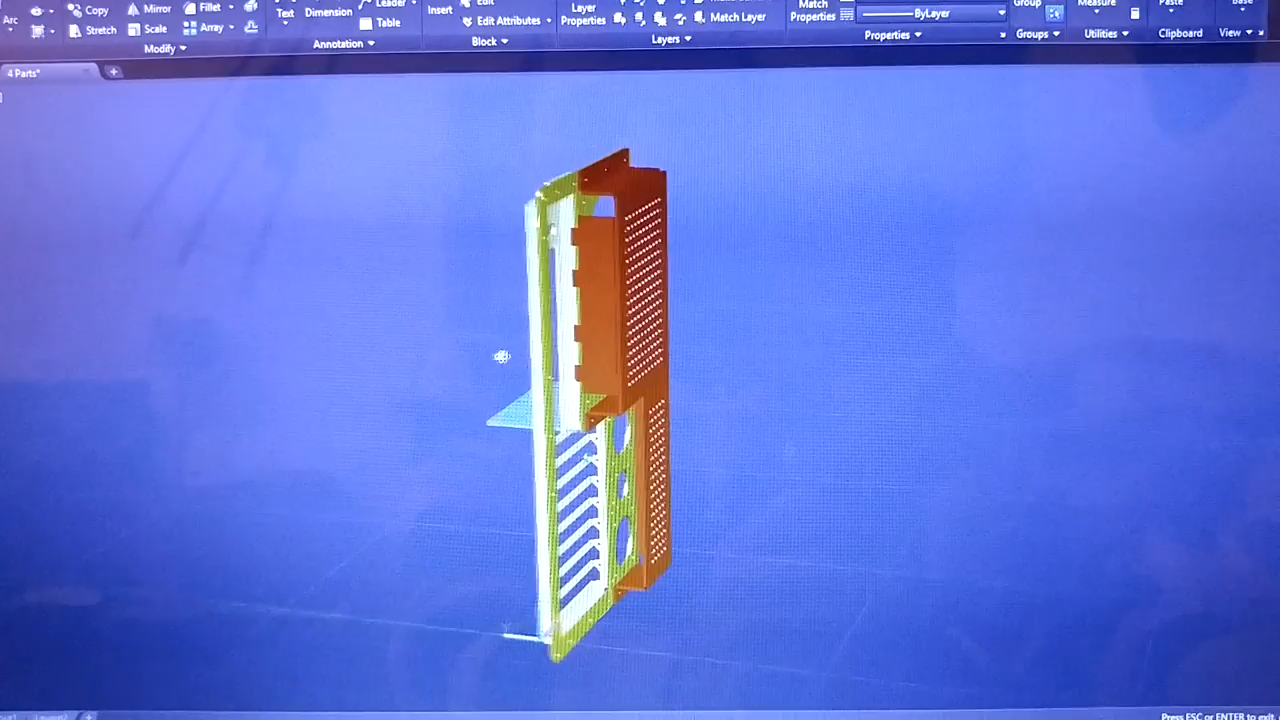 Copy Mirror Fillet
Arc
Stretch Scale Array
Modify
Text Dimension
Leader
Table
Annotation
Insert
Edit
Edit Attributes
Block
Layer
Properties
Match Layer
Layers
Match
Properties
ByLayer
Properties
Group
Groups
Measure
Utilities
Paste
Clipboard
Base
View
4 Parts*
Press ESC or ENTER to exit